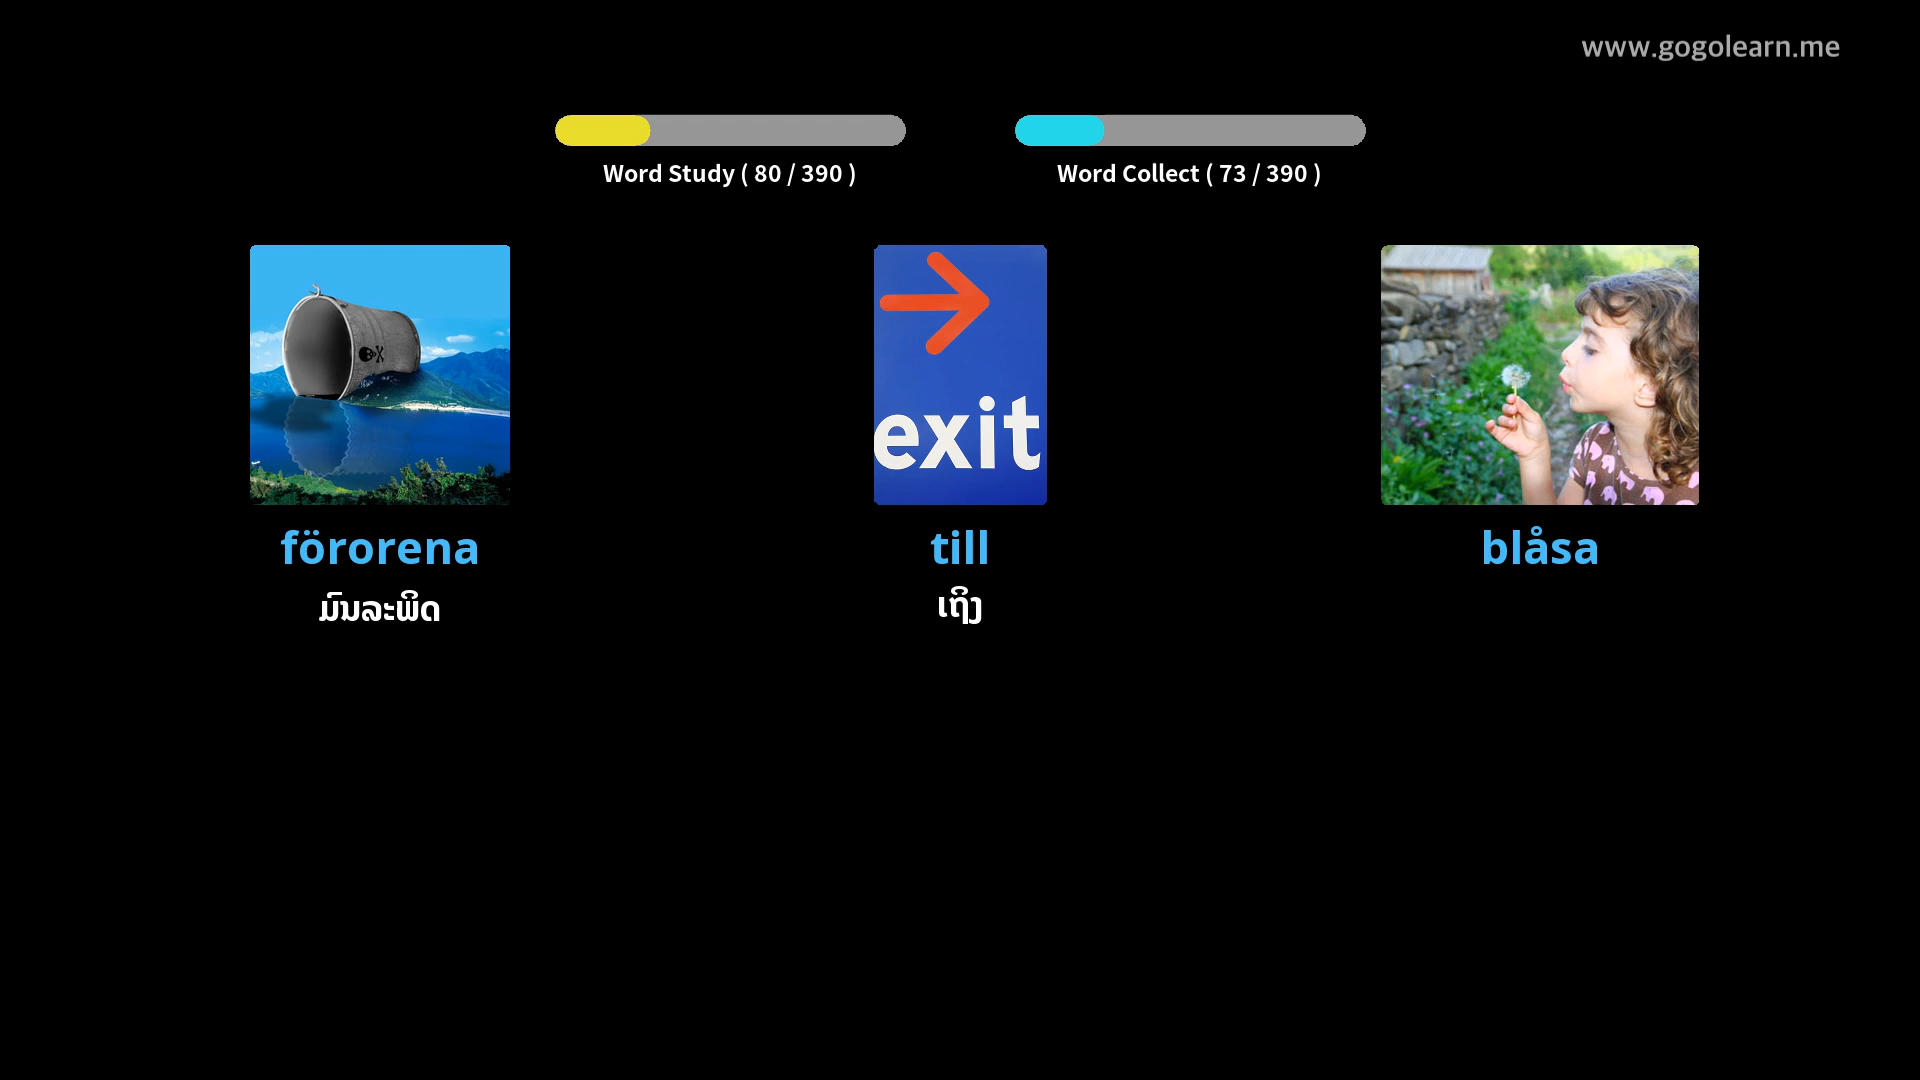 www.gogolearn.me
Word Study ( 80 / 390 )
Word Collect ( 73 / 390 )
exit
förorena
till
blåsa
ມົນລະພິດ
ເຖິງ